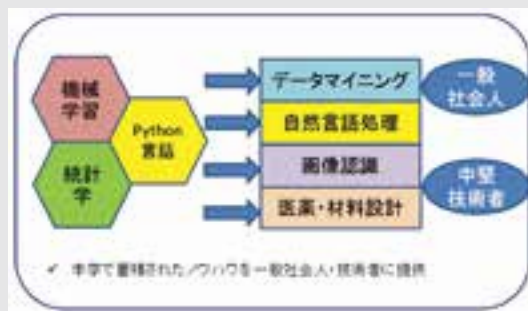 機械
学習
Python
言語
統計
学
データマイニング
自然言語処理
画像認識
医薬・材料設計
一般
社会人
中堅
技術者
✓ 本学で蓄積されたノウハウを一般社会人・技術者に提供